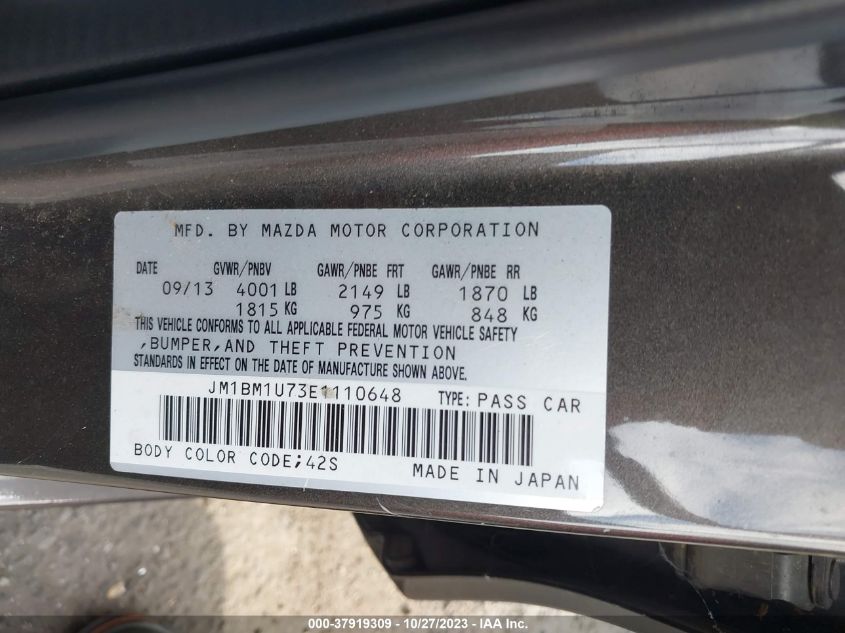 MFD. BY MAZDA MOTOR CORPORATION
DATE GVWR/PNBV GAWR/PNBE FRT GAWR/PNBE RR
09/13 4001 LB 2149 LB 1870 LB
1815 KG 975 KG 848 KG
THIS VEHICLE CONFORMS TO ALL APPLICABLE FEDERAL MOTOR VEHICLE SAFETY
,BUMPER,AND THEFT PREVENTION
STANDARDS IN EFFECT ON THE DATE OF MANUFACTURE SHOWN ABOVE.
JM1BM1U73E1110648 TYPE: PASS CAR
BODY COLOR CODE;42S MADE IN JAPAN
000-37919309 | 10/27/2023 | IAA Inc.